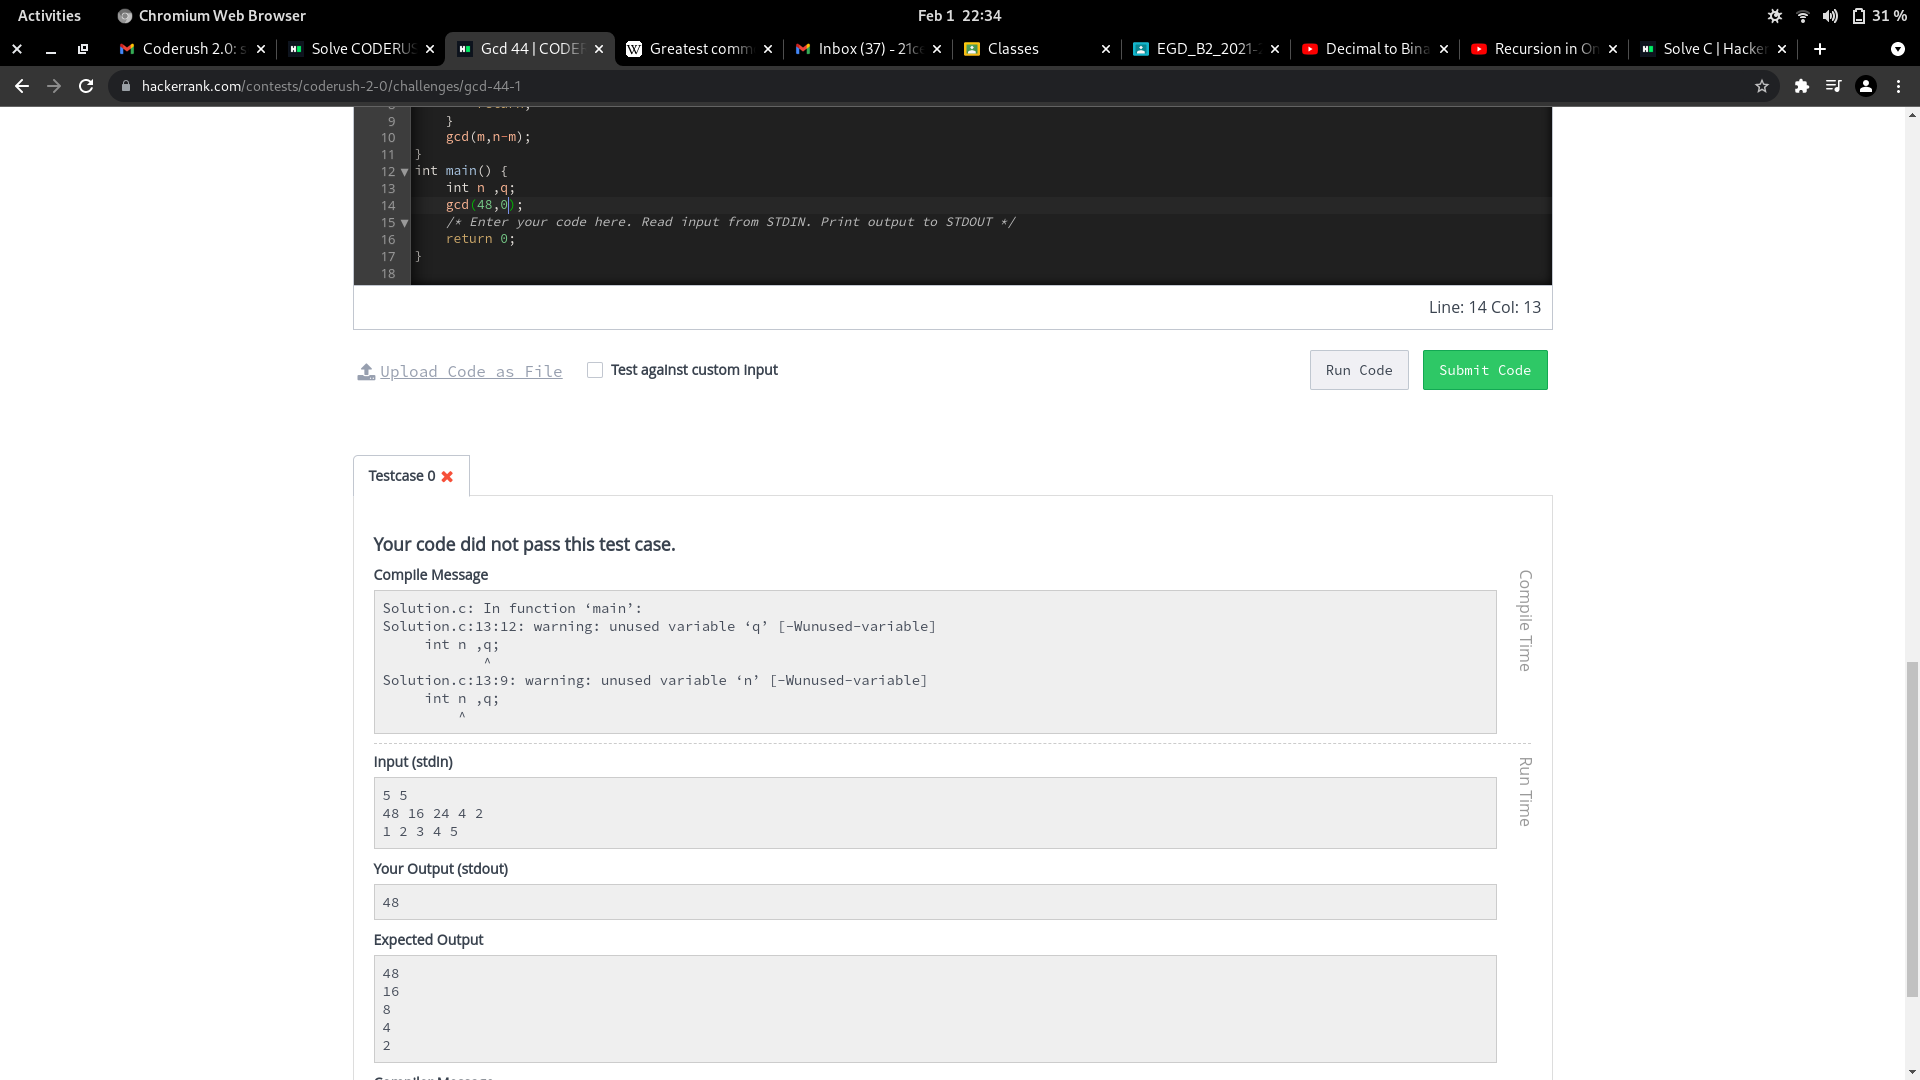 Activities
Chromium Web Browser
Feb 1 22:34
31 %
Coderush 2.0: s
Solve CODERUS
Gcd 44 | CODER
Greatest comm
Inbox (37) - 21ce
Classes
EGD_B2_2021-2
Decimal to Bina
Recursion in On
Solve C | Hacker
hackerrank.com/contests/coderush-2-0/challenges/gcd-44-1
8 return;
9 }
10 gcd(m,n-m);
11 }
12 int main() {
13 int n ,q;
14 gcd(48,0);
15 /* Enter your code here. Read input from STDIN. Print output to STDOUT */
16 return 0;
17 }
18
Line: 14 Col: 13
Upload Code as File
Test against custom input
Run Code
Submit Code
Testcase 0
Your code did not pass this test case.
Compile Message
Compile Time
Solution.c: In function ‘main’:
Solution.c:13:12: warning: unused variable ‘q’ [-Wunused-variable]
int n ,q;
^
Solution.c:13:9: warning: unused variable ‘n’ [-Wunused-variable]
int n ,q;
^
Input (stdin)
Run Time
5 5
48 16 24 4 2
1 2 3 4 5
Your Output (stdout)
48
Expected Output
48
16
8
4
2
Compiler Message